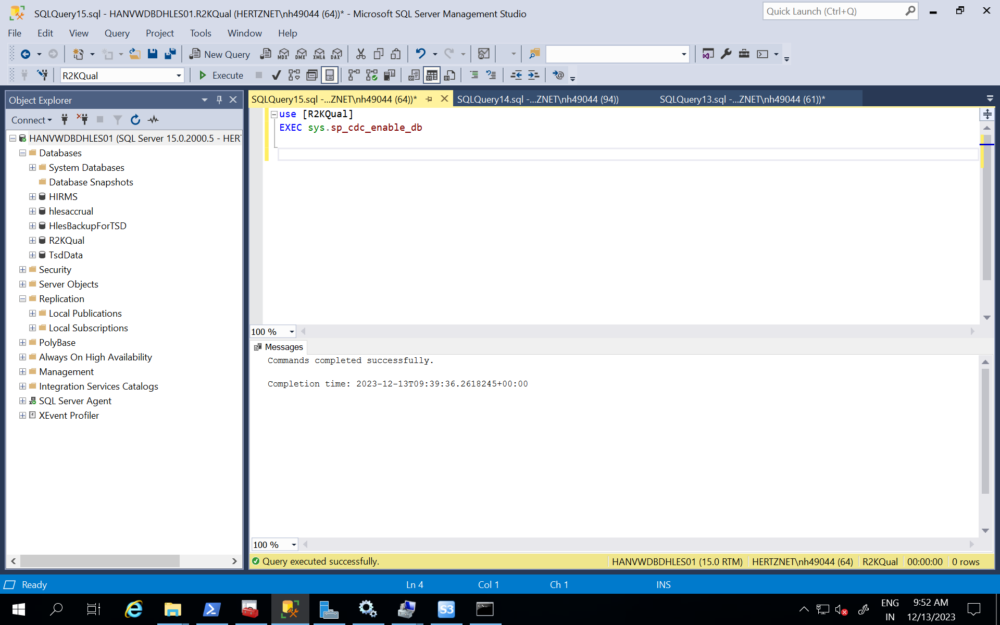 SQLQuery15.sql - HANVWDBDHLES01.R2KQual (HERTZNET\nh49044 (64))* - Microsoft SQL Server Management Studio
Quick Launch (Ctrl+Q)
File Edit View Query Project Tools Window Help
New Query MDX DMX XMLA DAX
R2KQual Execute
Object Explorer
Connect
HANVWDBDHLES01 (SQL Server 15.0.2000.5 - HER
Databases
System Databases
Database Snapshots
HIRMS
hlesaccrual
HlesBackupForTSD
R2KQual
TsdData
Security
Server Objects
Replication
Local Publications
Local Subscriptions
PolyBase
Always On High Availability
Management
Integration Services Catalogs
SQL Server Agent
XEvent Profiler
SQLQuery15.sql -...ZNET\nh49044 (64))* SQLQuery14.sql -...ZNET\nh49044 (94)) SQLQuery13.sql -...ZNET\nh49044 (61))*
use [R2KQual]
EXEC sys.sp_cdc_enable_db
100 %
Messages
Commands completed successfully.
Completion time: 2023-12-13T09:39:36.2618245+00:00
100 %
Query executed successfully. HANVWDBDHLES01 (15.0 RTM) HERTZNET\nh49044 (64) R2KQual 00:00:00 0 rows
Ready Ln 4 Col 1 Ch 1 INS
S3
ENG
IN
9:52 AM
12/13/2023